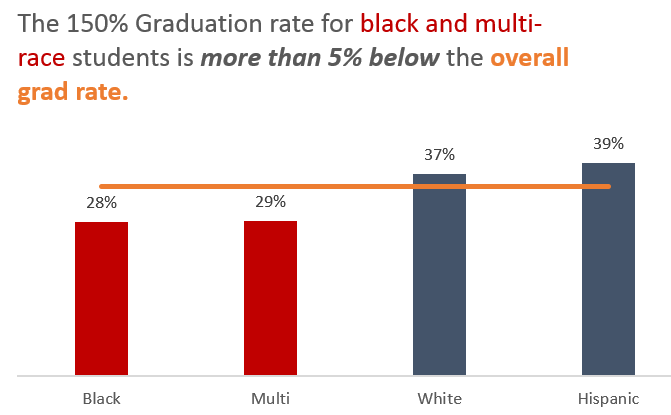 The 150% Graduation rate for black and multi-
race students is more than 5% below the overall
grad rate.
39%
37%
28%
29%
Black
Multi
White
Hispanic